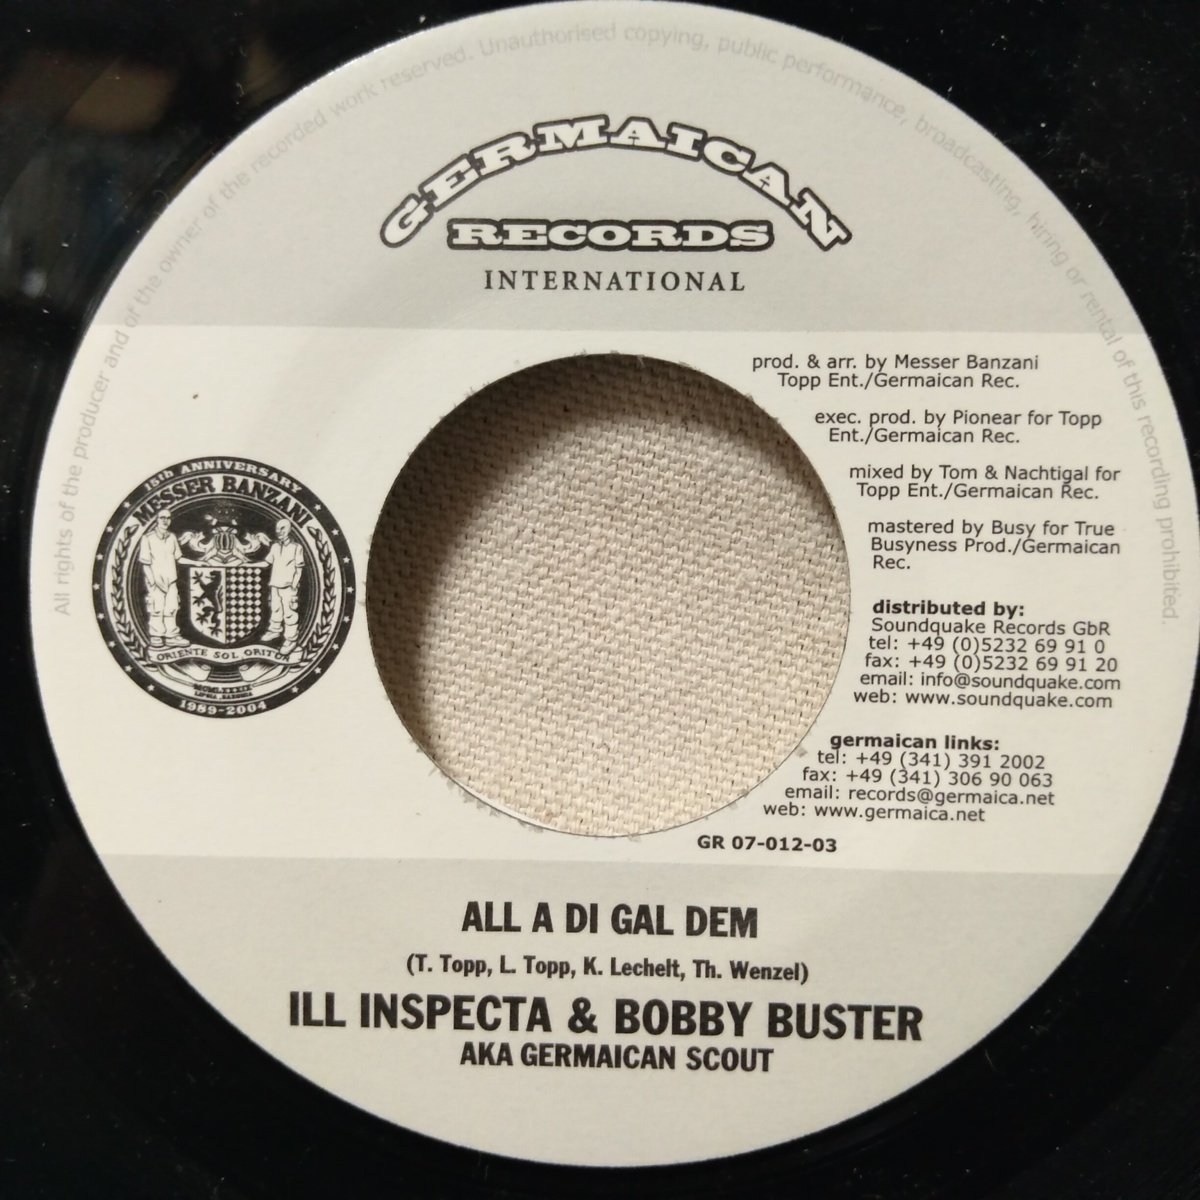 All rights of the producer and of the owner of the recorded work reserved. Unauthorised copying, public performance, broadcasting, hiring or rental of this recording prohibited.
GERMAICAN
RECORDS
INTERNATIONAL
prod. & arr. by Messer Banzani
Topp Ent./Germaican Rec.
exec. prod. by Pionear for Topp
Ent./Germaican Rec.
mixed by Tom & Nachtigal for
Topp Ent./Germaican Rec.
mastered by Busy for True
Busyness Prod./Germaican
Rec.
15th ANNIVERSARY
MESSER BANZANI
ORIENTE SOL ORITUR
MCMLXXXIX
1989-2004
distributed by:
Soundquake Records GbR
tel: +49 (0)5232 69 91 0
fax: +49 (0)5232 69 91 20
email: info@soundquake.com
web: www.soundquake.com
germaican links:
tel: +49 (341) 391 2002
fax: +49 (341) 306 90 063
email: records@germaica.net
web: www.germaica.net
GR 07-012-03
ALL A DI GAL DEM
(T. Topp, L. Topp, K. Lechelt, Th. Wenzel)
ILL INSPECTA & BOBBY BUSTER
AKA GERMAICAN SCOUT